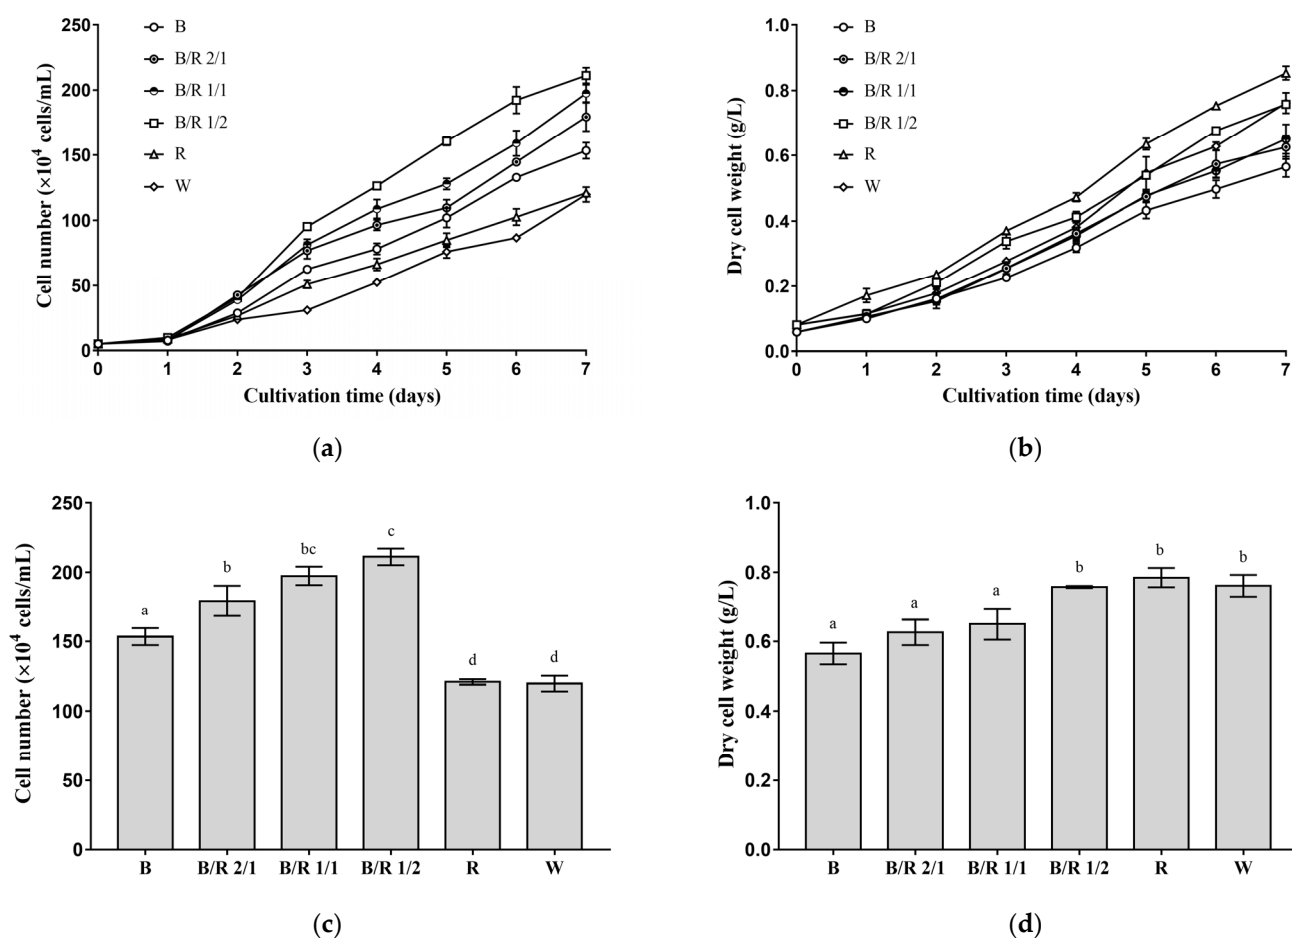 Cell number (×10⁴ cells/mL)
250
200
150
100
50
0
B
B/R 2/1
B/R 1/1
B/R 1/2
R
W
0 1 2 3 4 5 6 7
Cultivation time (days)
(a)
Dry cell weight (g/L)
1.0
0.8
0.6
0.4
0.2
0.0
B
B/R 2/1
B/R 1/1
B/R 1/2
R
W
0 1 2 3 4 5 6 7
Cultivation time (days)
(b)
Cell number (×10⁴ cells/mL)
250
200
150
100
50
0
a b bc c d d
B B/R 2/1 B/R 1/1 B/R 1/2 R W
(c)
Dry cell weight (g/L)
1.0
0.8
0.6
0.4
0.2
0.0
a a a b b b
B B/R 2/1 B/R 1/1 B/R 1/2 R W
(d)